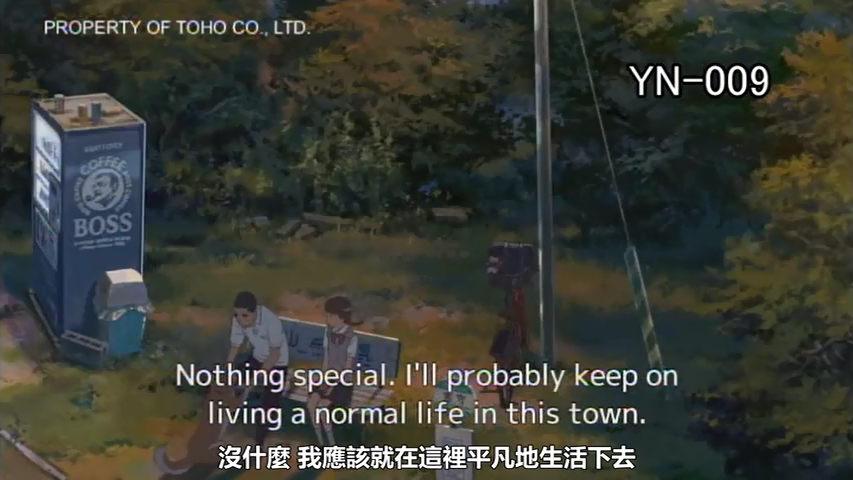 PROPERTY OF TOHO CO., LTD.
YN-009
COFFEE
BOSS
Nothing special. I'll probably keep on
living a normal life in this town.
沒什麼 我應該就在這裡平凡地生活下去